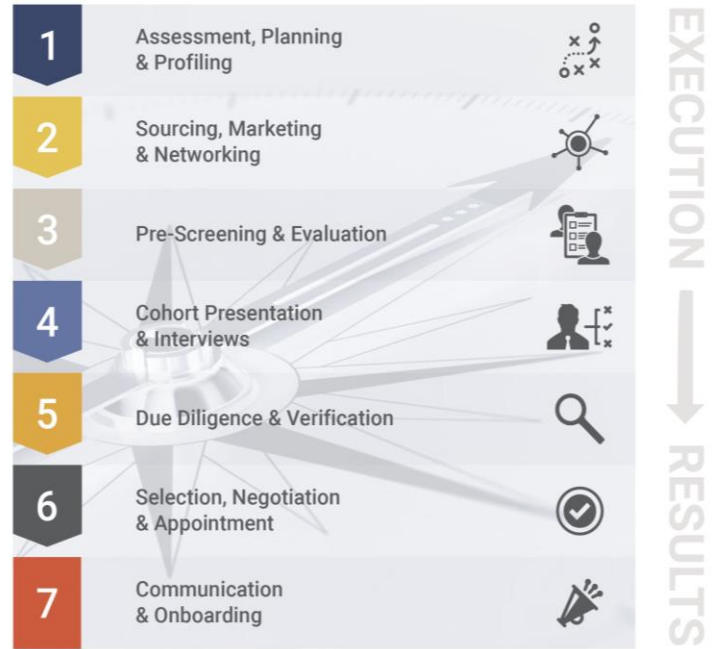 1
Assessment, Planning
& Profiling
2
Sourcing, Marketing
& Networking
3
Pre-Screening & Evaluation
4
Cohort Presentation
& Interviews
5
Due Diligence & Verification
6
Selection, Negotiation
& Appointment
7
Communication
& Onboarding
EXECUTION
RESULTS